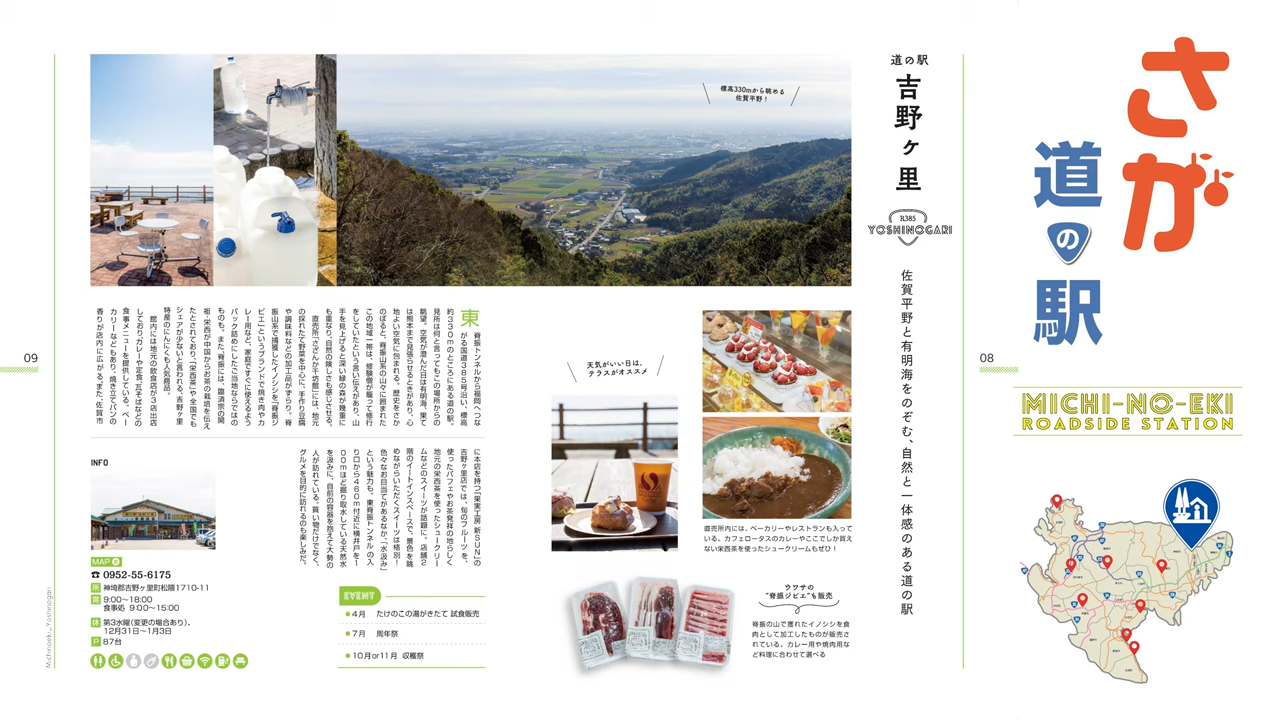 さが
道の駅
MICHI-NO-EKI
ROADSIDE STATION
08
道の駅
吉野ヶ里
R385
YOSHINOGARI
佐賀平野と有明海をのぞむ、自然と一体感のある道の駅
標高330mから眺める
佐賀平野！
東脊振トンネルから福岡へつな
がる国道385号沿い、標高
約330mのところにある道の駅。
見所は何と言ってもこの場所からの
眺望。空気が澄んだ日は有明海、果て
は熊本まで見張らせるときがあり、心
地よい空気に包まれる。歴史をさか
のぼると、脊振山系の山々に囲まれた
この地域一帯は、修験僧が籠って修行
をしていたという言い伝えがあり、山
手を見上げると深い緑の森が幾重に
も重なり、自然の険しさも感じさせる。
直売所「さざんか千坊館」には、地元
の採れたて野菜を中心に、手作り豆腐
や調味料などの加工品がずらり。脊
振山系で捕獲したイノシシを「脊振ジ
ビエ」というブランドで焼き肉やカ
レー用など、家庭ですぐに使えるよう
パック詰めにしたご当地ならではの
ものも。また、「脊振」は、臨済宗の開
祖・栄西が中国からお茶の栽培を伝え
たとされており、「栄西茶」や、全国でも
シェアが少ないと言われる、吉野ヶ里
特産のにんにくも人気商品。
館内には地元の飲食店が3店出店
しており、カレーや定食、瓦そばなどの
食事メニューを提供している。ベー
カリーなどもあり、焼き立てパンの
香りが店内に広がる。また、佐賀市
に本店を持つ「果実工房 新SUN」の
吉野ヶ里店では、旬のフルーツを
使ったパフェやお茶発祥の地らしく
地元の栄西茶を使ったシュークリー
ムなどのスイーツが話題に。店舗2
階のイートインスペースで、景色を眺
めながらいただくスイーツは格別！
色々なお目当てがあるなか、「水汲み」
という魅力も。東脊振トンネルの入
り口から460m付近に横井戸を1
00mほど掘り取水している天然水
を汲みに、自前の容器を抱えて大勢の
人が訪れている。買い物だけでなく、
グルメを目的に訪れるのも楽しみだ。
天気がいい日は、
テラスがオススメ
直売所内には、ベーカリーやレストランも入って
いる。カフェロータスのカレーやここでしか買え
ない栄西茶を使ったシュークリームもぜひ！
ウワサの
“脊振ジビエ”も販売
脊振の山で獲れたイノシシを食
肉として加工したものが販売さ
れている。カレー用や焼肉用な
ど料理に合わせて選べる
INFO
MAP
0952-55-6175
所 神埼郡吉野ヶ里町松隈1710-11
営 9:00〜18:00
食事処 9:00〜15:00
休 第3水曜（変更の場合あり）、
12月31日〜1月3日
P 87台
EVENT
4月 たけのこの湯がきたて 試食販売
7月 周年祭
10月or11月 収穫祭
09
Michinoeki_Yoshinogari